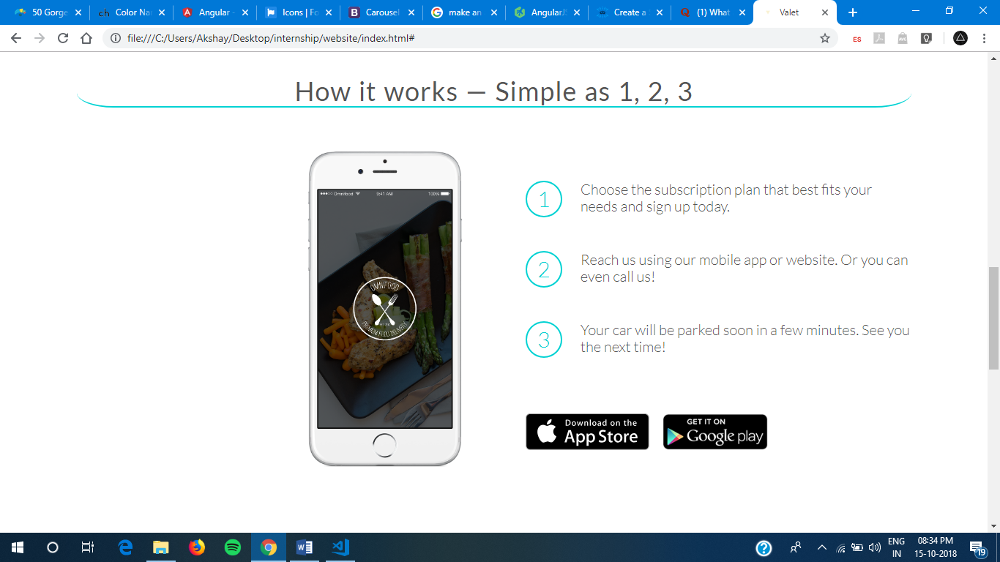 50 Gorge
Color Nar
Angular -
Icons | Fo
Carousel
make an
AngularJS
Create a
(1) What
Valet
file:///C:/Users/Akshay/Desktop/internship/website/index.html#
ES
How it works — Simple as 1, 2, 3
Omnifood
9:41 AM
100%
OMNIFOOD
PREMIUM FOOD DELIVERY
1
Choose the subscription plan that best fits your
needs and sign up today.
2
Reach us using our mobile app or website. Or you can
even call us!
3
Your car will be parked soon in a few minutes. See you
the next time!
Download on the
App Store
GET IT ON
Google play
ENG
IN
08:34 PM
15-10-2018
19